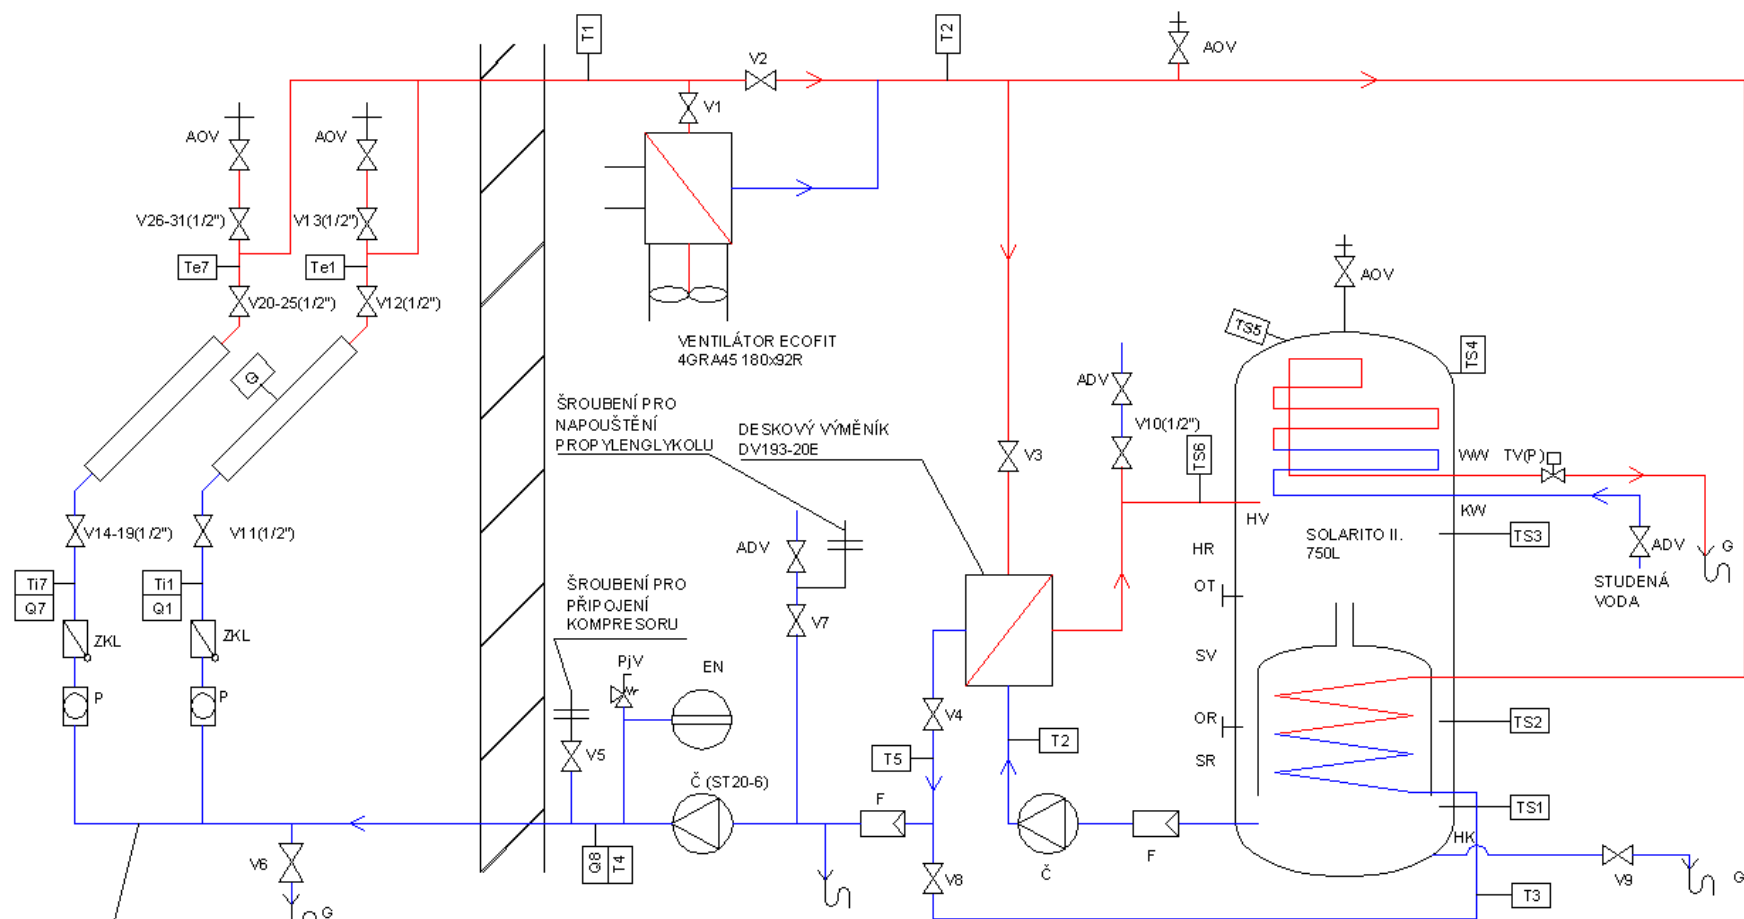 T1
T2
V2
AOV
V1
AOV
AOV
V26-31(1/2")
V13(1/2")
Te7
Te1
V20-25(1/2")
V12(1/2")
AOV
TS5
TS4
VENTILÁTOR ECOFIT
4GRA45 180x92R
G
ADV
ŠROUBENÍ PRO
NAPOUŠTĚNÍ
PROPYLENGLYKOLU
DESKOVÝ VÝMĚNÍK
DV193-20E
V10(1/2")
V3
TS6
WW
TV(P)
HV
KW
V14-19(1/2")
V11(1/2")
SOLARITO II.
750L
TS3
ADV
G
HR
ADV
ŠROUBENÍ PRO
PŘIPOJENÍ
KOMPRESORU
Ti7
Q7
Ti1
Q1
OT
STUDENÁ
VODA
V7
ZKL
ZKL
SV
PjV
EN
P
P
V4
OR
TS2
T2
V5
T5
SR
Č (ST20-6)
F
TS1
HK
F
V6
Q8
T4
V8
Č
V9
G
T3
G